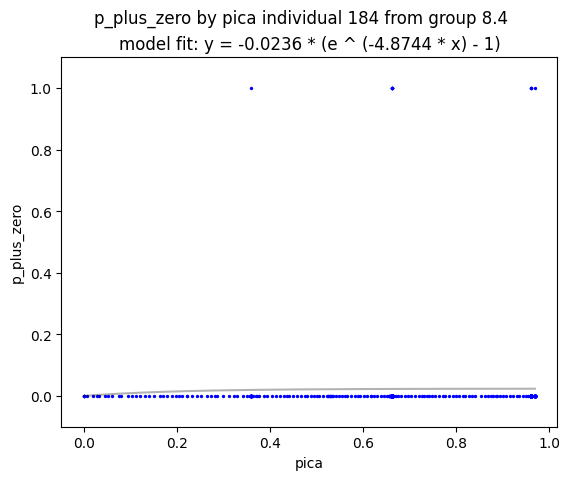 p_plus_zero by pica individual 184 from group 8.4
model fit: y = -0.0236 * (e ^ (-4.8744 * x) - 1)
1.0
0.8
0.6
0.4
0.2
0.0
p_plus_zero
0.0 0.2 0.4 0.6 0.8 1.0
pica